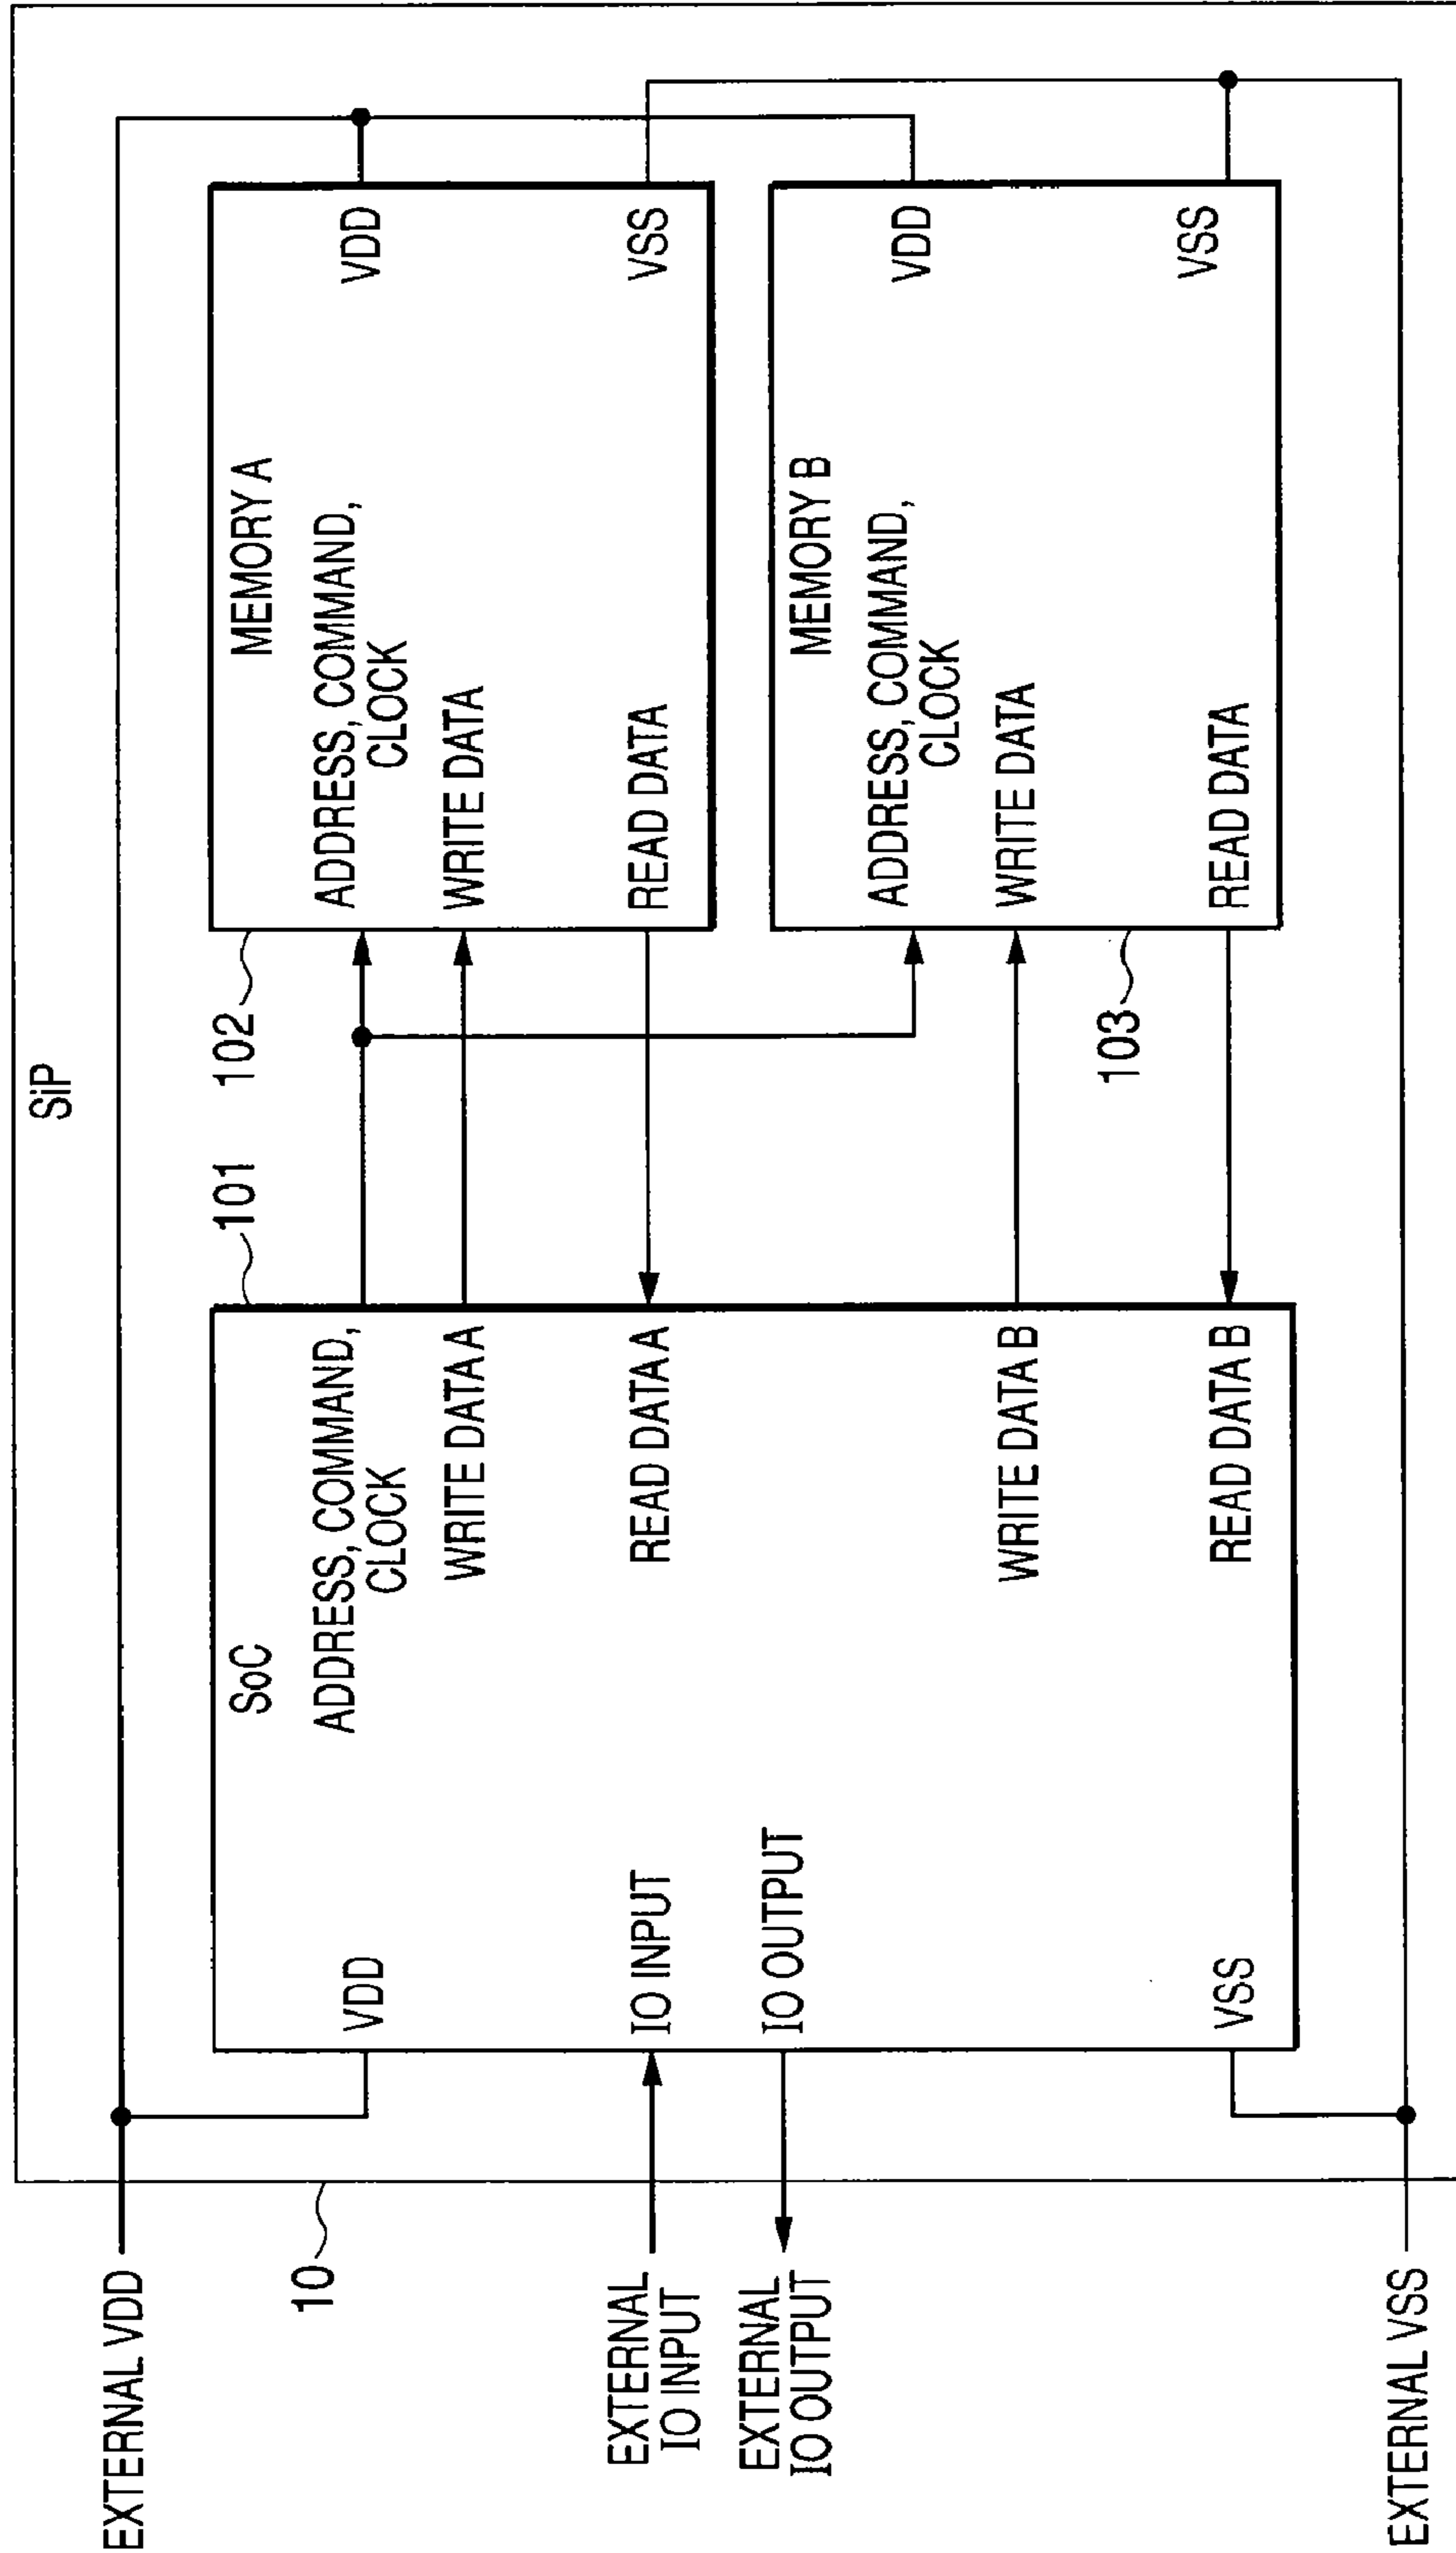 SiP
EXTERNAL VDD
10
101
102
SoC
VDD
ADDRESS, COMMAND,
CLOCK
WRITE DATA A
IO INPUT
READ DATA A
IO OUTPUT
WRITE DATA B
VSS
READ DATA B
EXTERNAL
IO INPUT
EXTERNAL
IO OUTPUT
EXTERNAL VSS
MEMORY A
ADDRESS, COMMAND,
CLOCK
VDD
WRITE DATA
READ DATA
VSS
MEMORY B
ADDRESS, COMMAND,
CLOCK
VDD
WRITE DATA
103
READ DATA
VSS